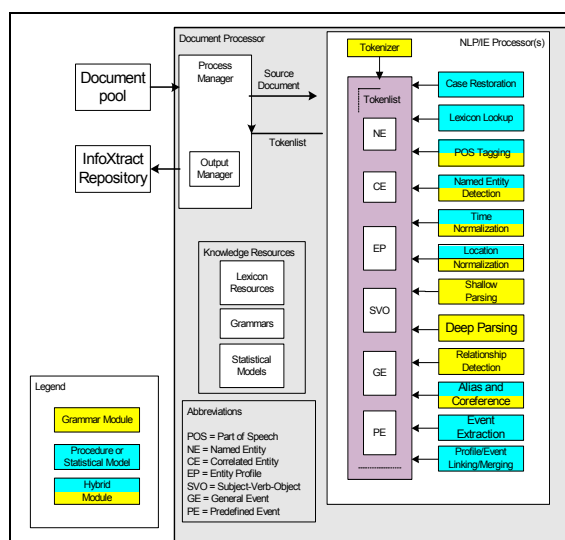 Document Processor
Document
pool
InfoXtract
Repository
Process
Manager
Output
Manager
Source
Document
Tokenlist
Knowledge Resources
Lexicon
Resources
Grammars
Statistical
Models
Abbreviations
POS = Part of Speech
NE = Named Entity
CE = Correlated Entity
EP = Entity Profile
SVO = Subject-Verb-Object
GE = General Event
PE = Predefined Event
Legend
Grammar Module
Procedure or
Statistical Model
Hybrid
Module
NLP/IE Processor(s)
Tokenizer
Tokenlist
NE
CE
EP
SVO
GE
PE
Case Restoration
Lexicon Lookup
POS Tagging
Named Entity
Detection
Time
Normalization
Location
Normalization
Shallow
Parsing
Deep Parsing
Relationship
Detection
Alias and
Coreference
Event
Extraction
Profile/Event
Linking/Merging